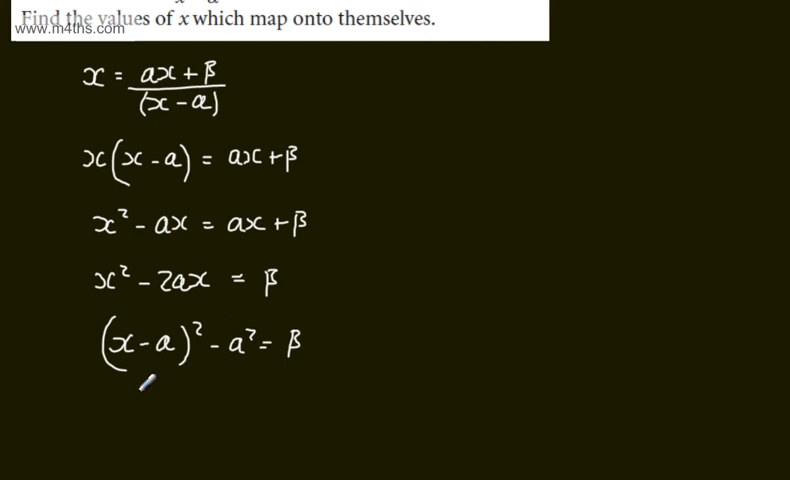 Find the values of x which map onto themselves.
www.m4ths.com
x = ax + β / (x - a)
x(x - a) = ax + β
x² - ax = ax + β
x² - 2ax = β
(x - a)² - a² = β